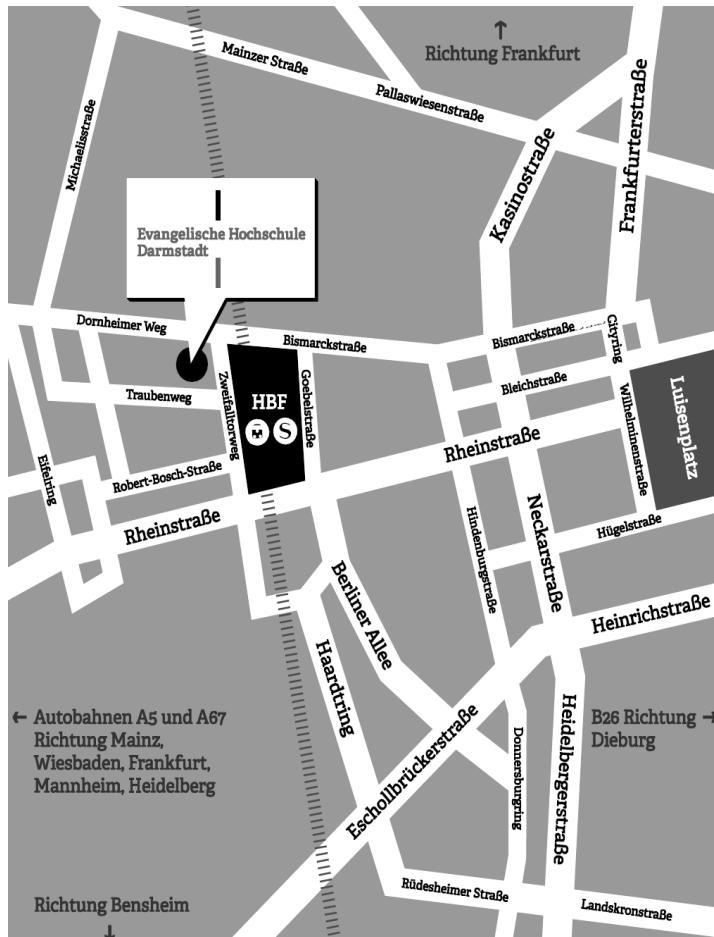 Richtung Frankfurt
Mainzer Straße
Pallaswiesenstraße
Michaelisstraße
Kasinostraße
Frankfurterstraße
Evangelische Hochschule
Darmstadt
Dornheimer Weg
Bismarckstraße
Bismarckstraße
Cityring
Traubenweg
Zweifalltorweg
HBF
S
Goebelstraße
Bleichstraße
Wilhelminenstraße
Luisenplatz
Rheinstraße
Eifelring
Robert-Bosch-Straße
Rheinstraße
Hindenburgstraße
Neckarstraße
Hügelstraße
Berliner Allee
Heinrichstraße
Haardtring
← Autobahnen A5 und A67
Richtung Mainz,
Wiesbaden, Frankfurt,
Mannheim, Heidelberg
Eschollbrückerstraße
Donnersburgring
Heidelbergerstraße
B26 Richtung →
Dieburg
Rüdesheimer Straße
Landskronstraße
Richtung Bensheim